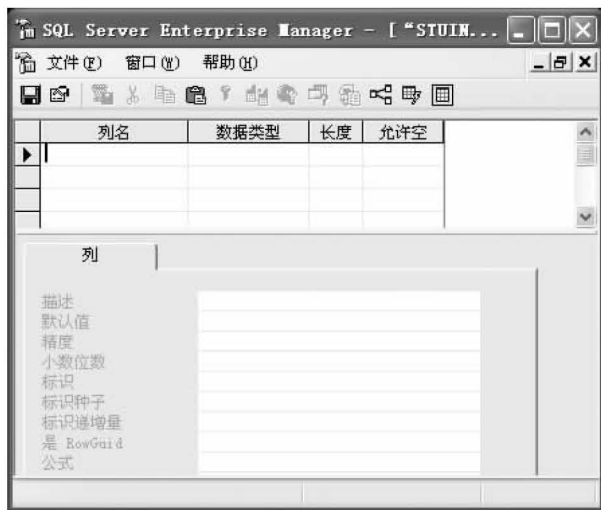 SQL Server Enterprise Manager - [“STUIN...
文件(F) 窗口(W) 帮助(H)
列名 数据类型 长度 允许空
列
描述
默认值
精度
小数位数
标识
标识种子
标识递增量
是 RowGuid
公式